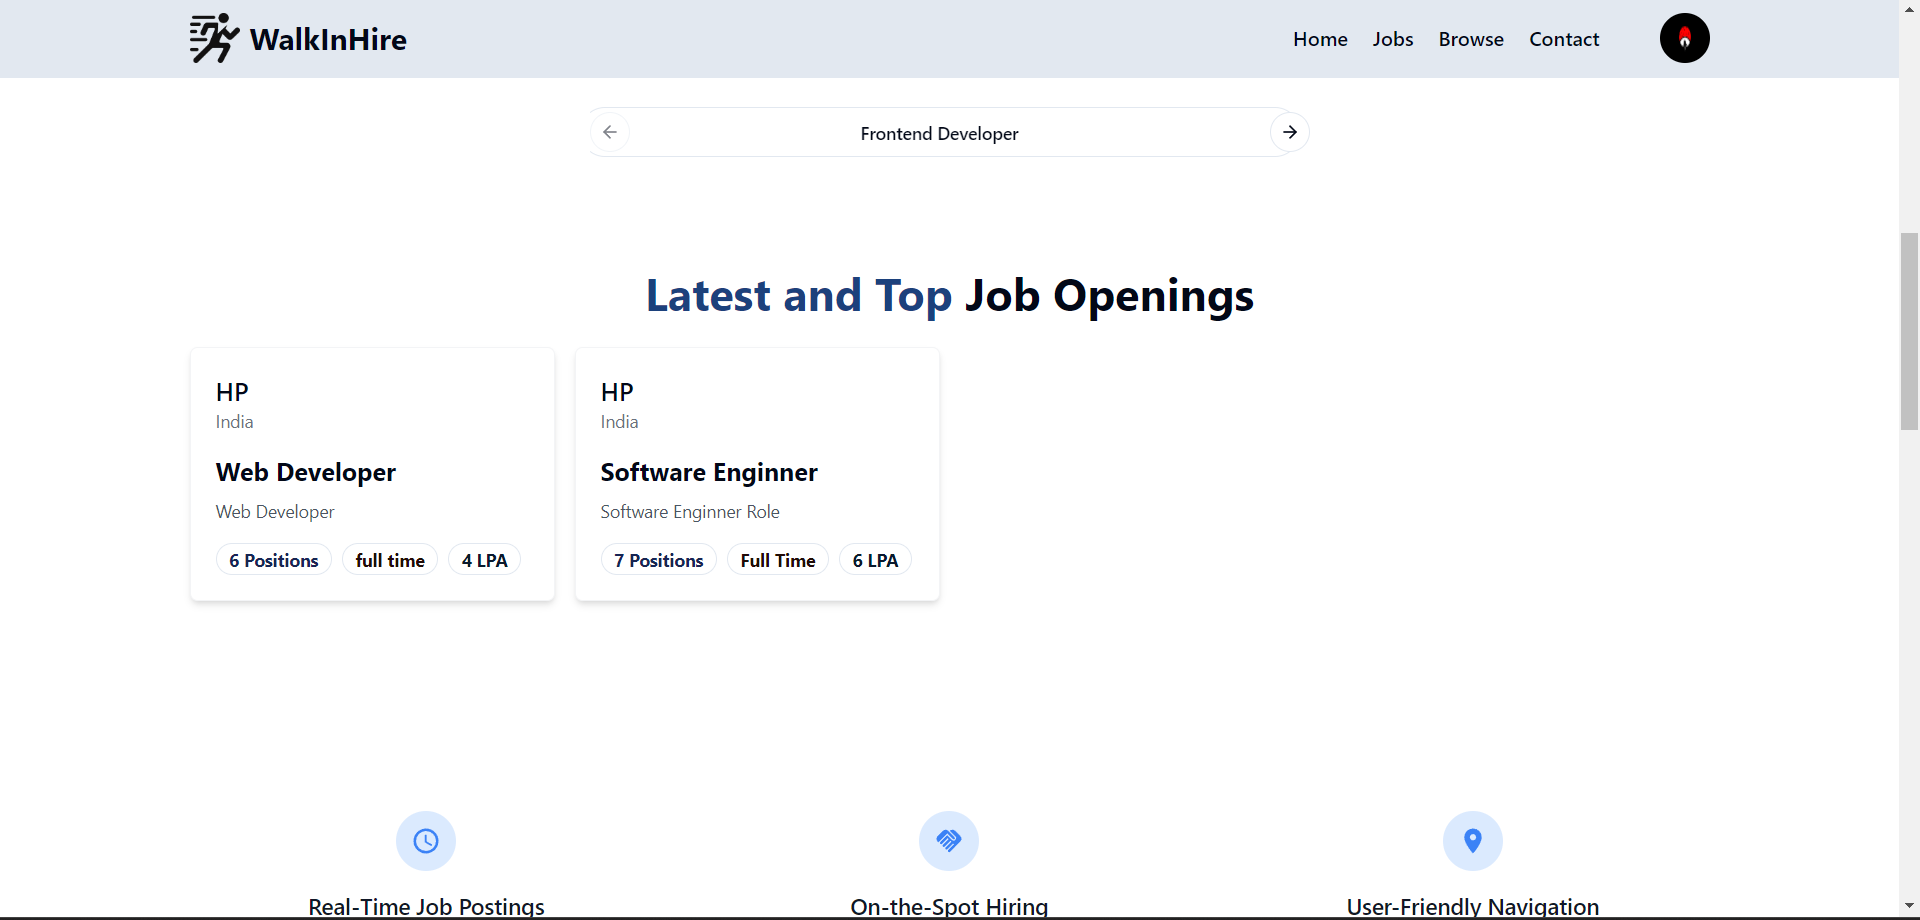 WalkInHire
Home Jobs Browse Contact
Frontend Developer
Latest and Top Job Openings
HP
India
Web Developer
Web Developer
6 Positions full time 4 LPA
HP
India
Software Enginner
Software Enginner Role
7 Positions Full Time 6 LPA
Real-Time Job Postings
On-the-Spot Hiring
User-Friendly Navigation